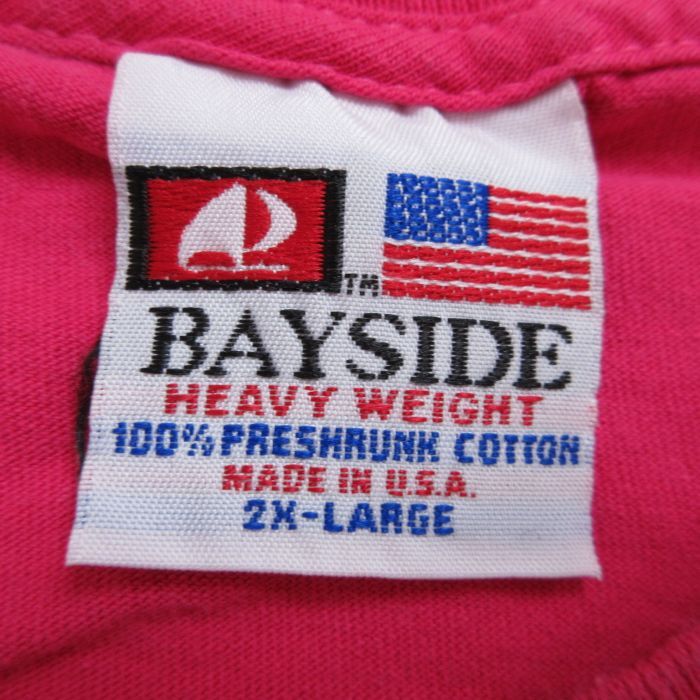 TM
BAYSIDE
HEAVY WEIGHT
100% PRESHRUNK COTTON
MADE IN U.S.A.
2X-LARGE